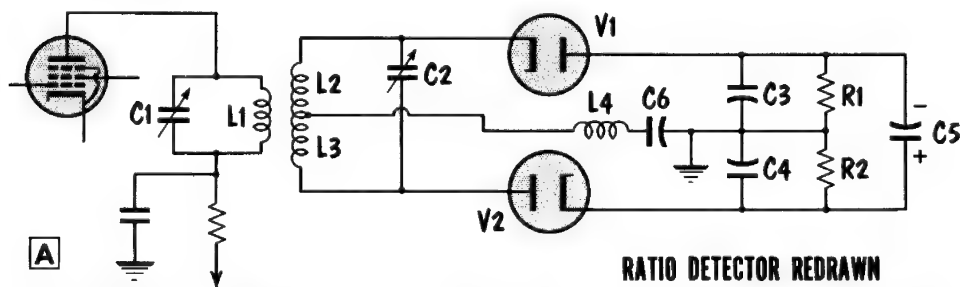 V1
C1
L1
L2
L3
C2
L4
C6
C3
R1
−
C5
+
C4
R2
V2
A
RATIO DETECTOR REDRAWN